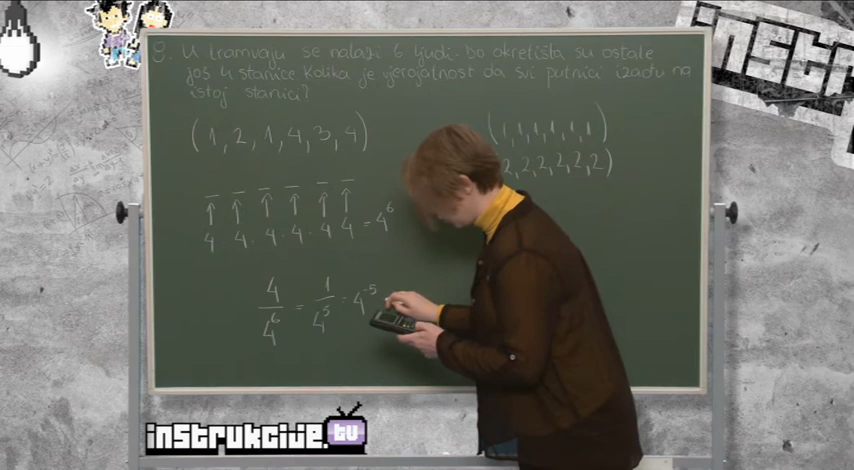 8. U tramvaju se nalazi 6 ljudi. Do okretišta su ostale
još 4 stanice. Kolika je vjerojatnost da svi putnici izađu na
istoj stanici?
(1, 2, 1, 4, 3, 4)
(1, 1, 1, 1, 1, 1)
2, 2, 2, 2, 2, 2)
4 4 · 4 · 4 · 4 4 = 4⁶
4/4⁶ = 1/4⁵ = 4⁻⁵
instrukcije.tv